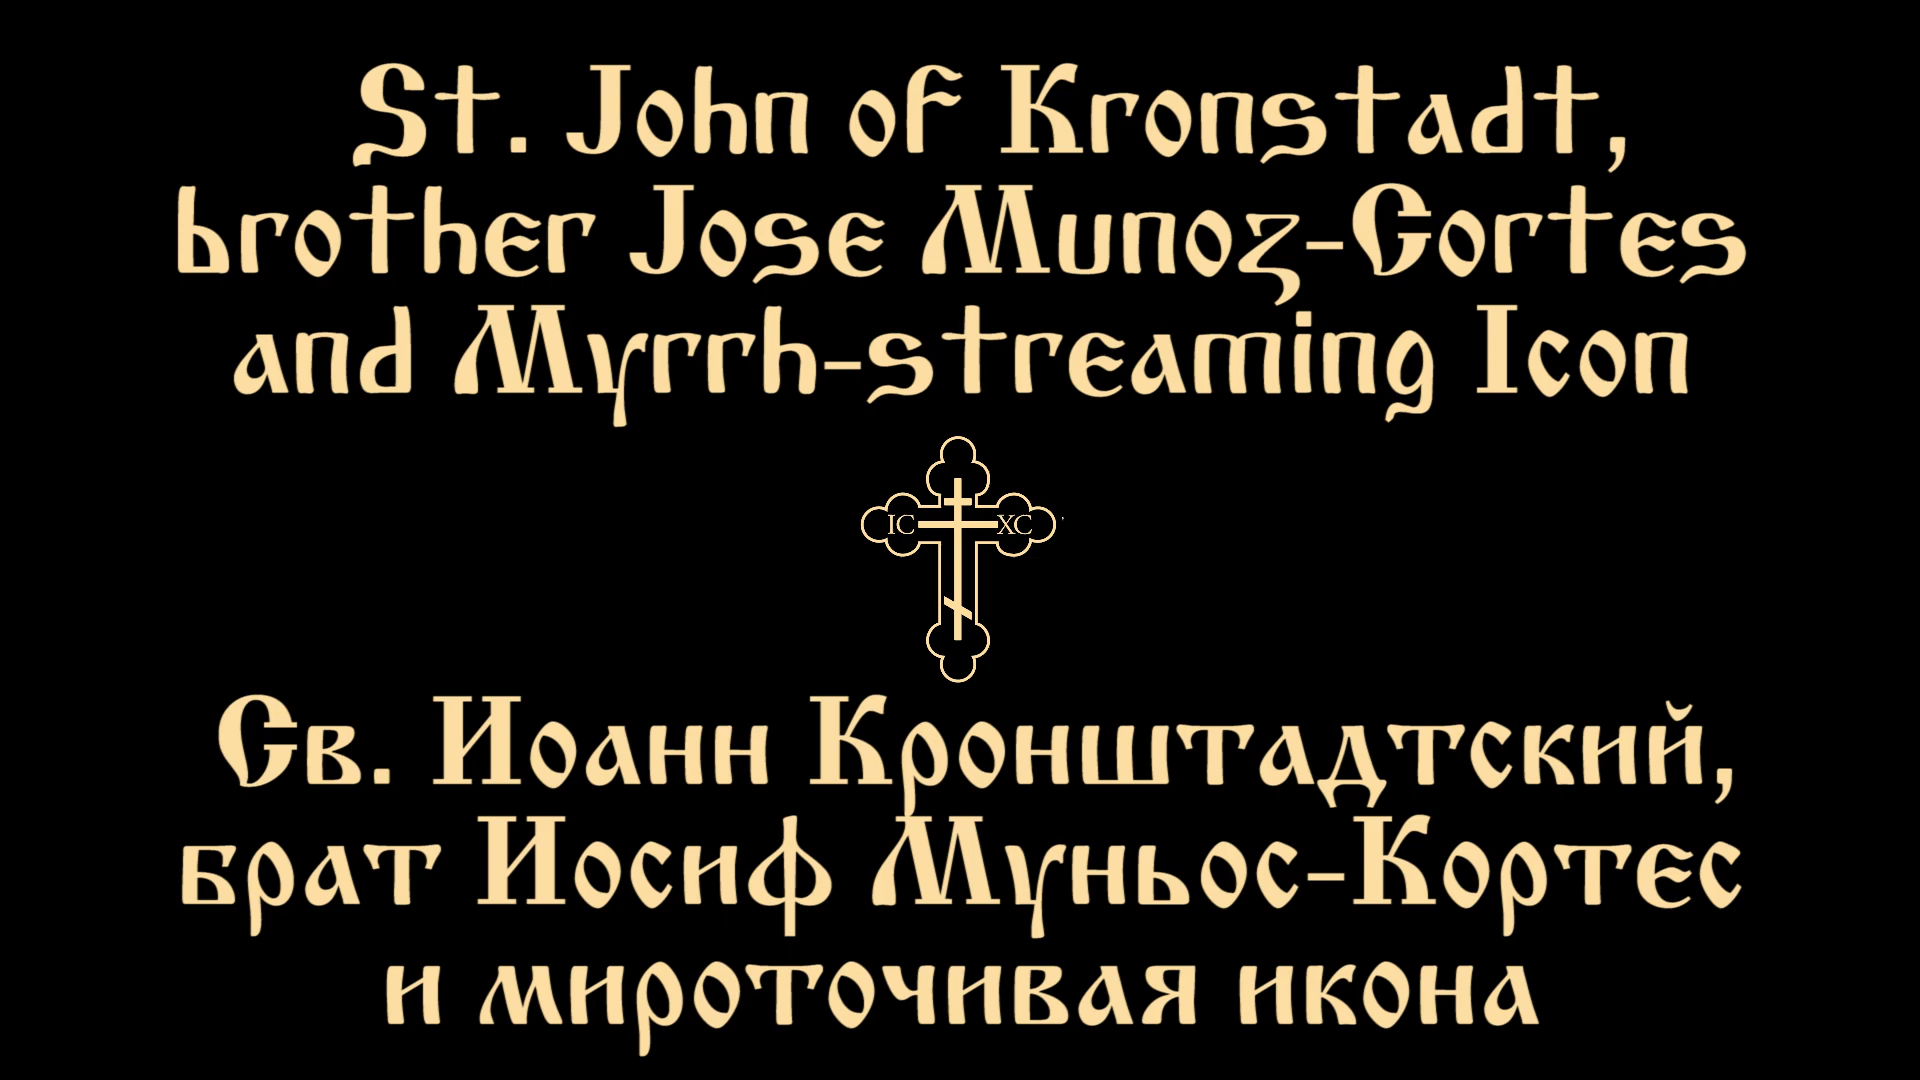 St. John of Kronstadt,
brother Jose Munoz-Cortes
and Myrrh-streaming Icon
IC XC
Св. Иоанн Кронштадтский,
брат Иосиф Муньос-Кортес
и мироточивая икона